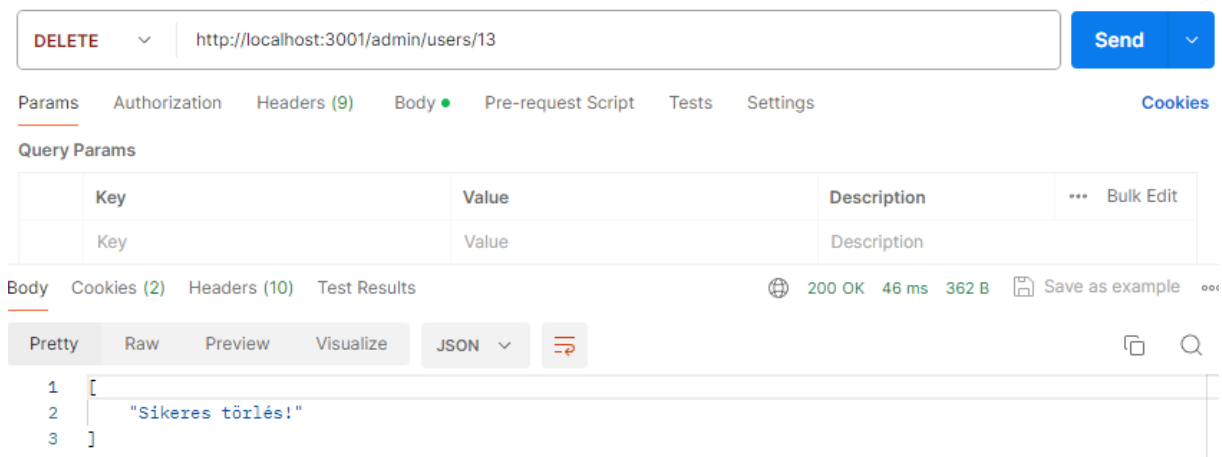 DELETE http://localhost:3001/admin/users/13 Send
Params Authorization Headers (9) Body Pre-request Script Tests Settings Cookies
Query Params
Key Value Description Bulk Edit
Key Value Description
Body Cookies (2) Headers (10) Test Results 200 OK 46 ms 362 B Save as example
Pretty Raw Preview Visualize JSON
1 [
2 "Sikeres törlés!"
3 ]